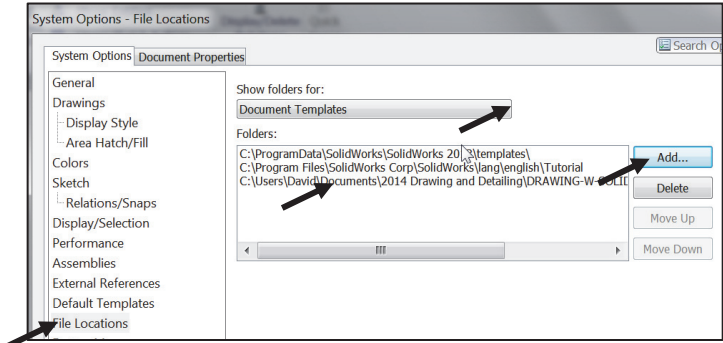 System Options - File Locations
Search
System Options Document Properties
General
Drawings
Display Style
Area Hatch/Fill
Colors
Sketch
Relations/Snaps
Display/Selection
Performance
Assemblies
External References
Default Templates
File Locations
Show folders for:
Document Templates
Folders:
C:\ProgramData\SolidWorks\SolidWorks \templates\
C:\Program Files\SolidWorks Corp\SolidWorks\lang\english\Tutorial
C:\Users\David\Documents\2014 Drawing and Detailing\DRAWING-W-SOLID
Add...
Delete
Move Up
Move Down